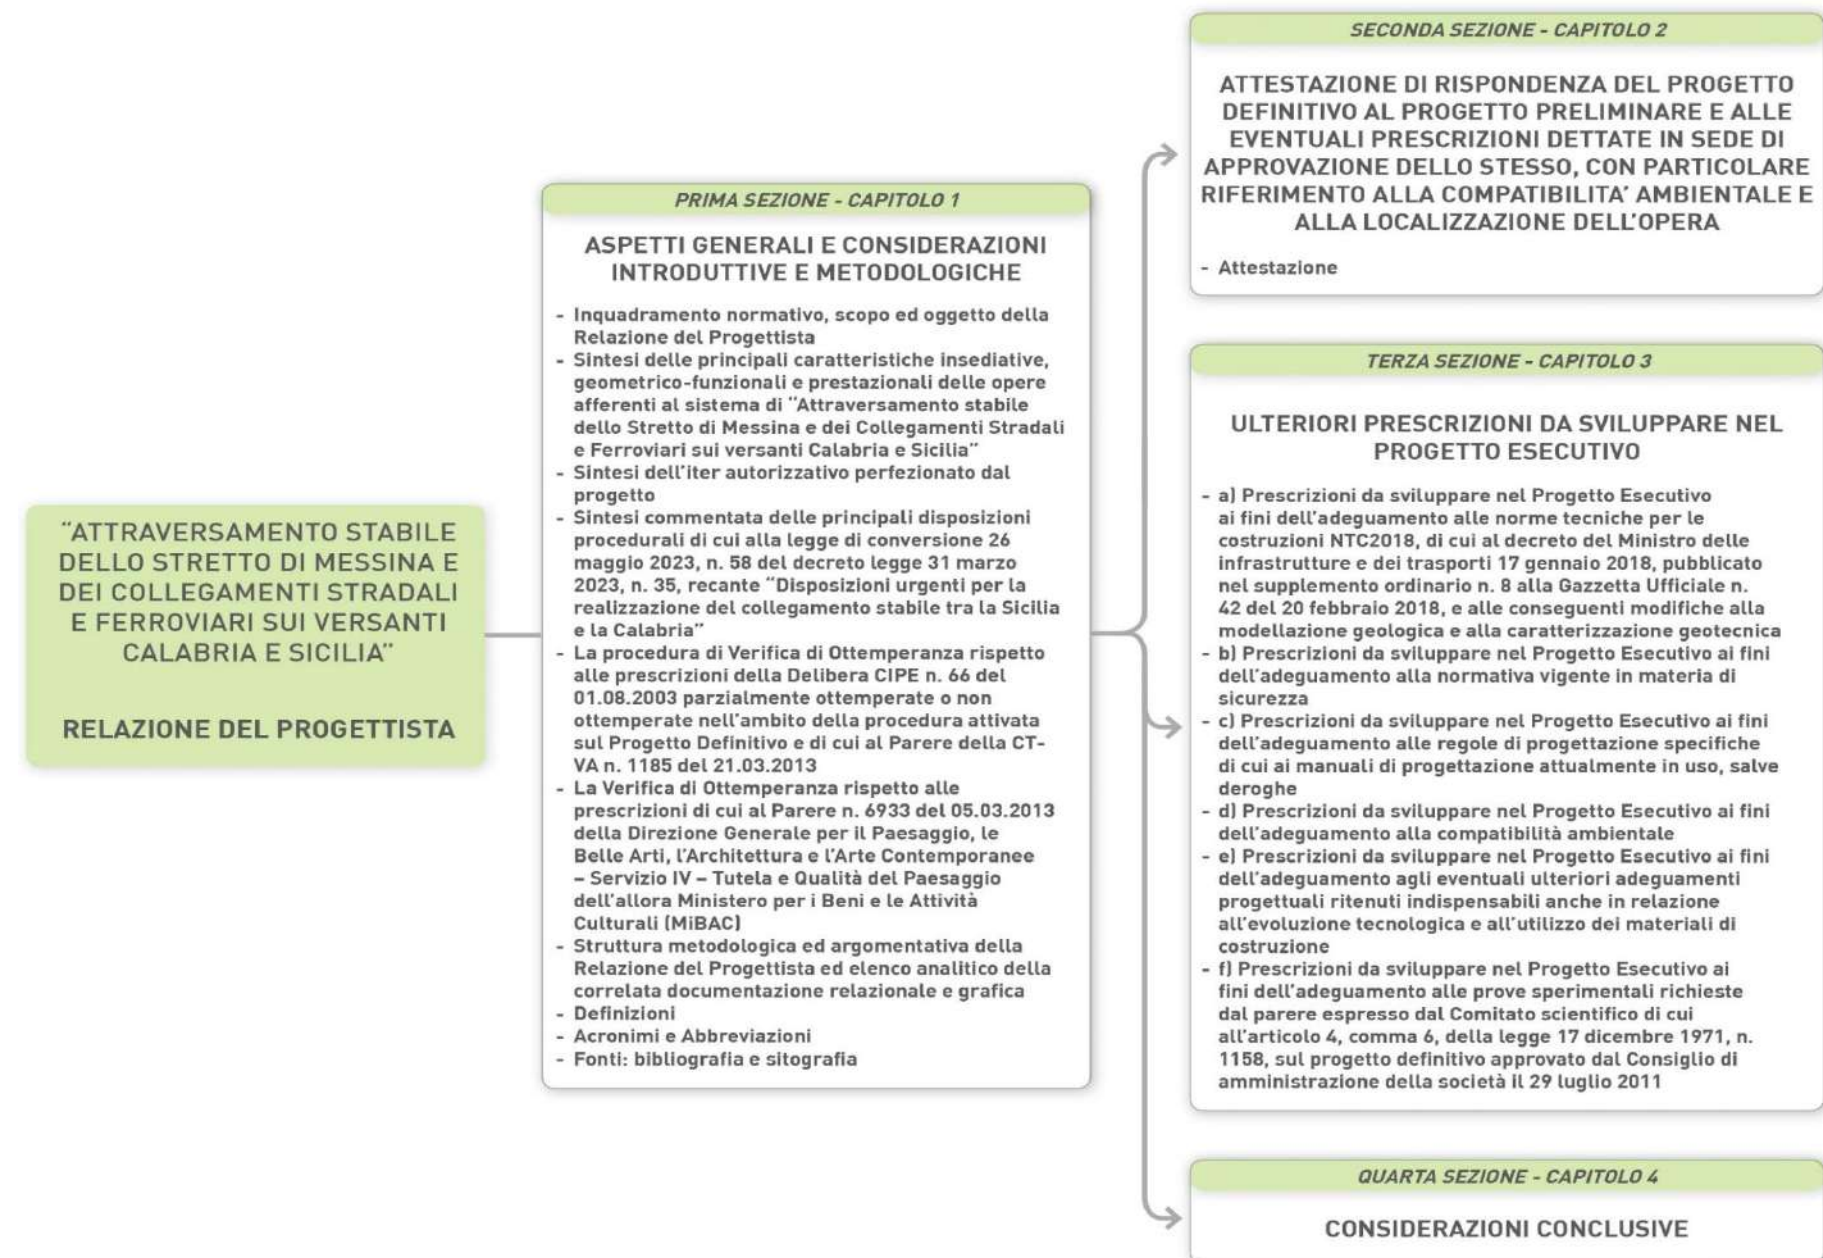 "ATTRAVERSAMENTO STABILE
DELLO STRETTO DI MESSINA E
DEI COLLEGAMENTI STRADALI
E FERROVIARI SUI VERSANTI
CALABRIA E SICILIA"
RELAZIONE DEL PROGETTISTA
PRIMA SEZIONE - CAPITOLO 1
ASPETTI GENERALI E CONSIDERAZIONI
INTRODUTTIVE E METODOLOGICHE
- Inquadramento normativo, scopo ed oggetto della
Relazione del Progettista
- Sintesi delle principali caratteristiche insediative,
geometrico-funzionali e prestazionali delle opere
afferenti al sistema di "Attraversamento stabile
dello Stretto di Messina e dei Collegamenti Stradali
e Ferroviari sui versanti Calabria e Sicilia"
- Sintesi dell'iter autorizzativo perfezionato dal
progetto
- Sintesi commentata delle principali disposizioni
procedurali di cui alla legge di conversione 26
maggio 2023, n. 58 del decreto legge 31 marzo
2023, n. 35, recante "Disposizioni urgenti per la
realizzazione del collegamento stabile tra la Sicilia
e la Calabria"
- La procedura di Verifica di Ottemperanza rispetto
alle prescrizioni della Delibera CIPE n. 66 del
01.08.2003 parzialmente ottemperate o non
ottemperate nell'ambito della procedura attivata
sul Progetto Definitivo e di cui al Parere della CT-
VA n. 1185 del 21.03.2013
- La Verifica di Ottemperanza rispetto alle
prescrizioni di cui al Parere n. 6933 del 05.03.2013
della Direzione Generale per il Paesaggio, le
Belle Arti, l'Architettura e l'Arte Contemporanee
– Servizio IV – Tutela e Qualità del Paesaggio
dell'allora Ministero per i Beni e le Attività
Culturali (MiBAC)
- Struttura metodologica ed argomentativa della
Relazione del Progettista ed elenco analitico della
correlata documentazione relazionale e grafica
- Definizioni
- Acronimi e Abbreviazioni
- Fonti: bibliografia e sitografia
SECONDA SEZIONE - CAPITOLO 2
ATTESTAZIONE DI RISPONDENZA DEL PROGETTO
DEFINITIVO AL PROGETTO PRELIMINARE E ALLE
EVENTUALI PRESCRIZIONI DETTATE IN SEDE DI
APPROVAZIONE DELLO STESSO, CON PARTICOLARE
RIFERIMENTO ALLA COMPATIBILITA' AMBIENTALE E
ALLA LOCALIZZAZIONE DELL'OPERA
- Attestazione
TERZA SEZIONE - CAPITOLO 3
ULTERIORI PRESCRIZIONI DA SVILUPPARE NEL
PROGETTO ESECUTIVO
- a) Prescrizioni da sviluppare nel Progetto Esecutivo
ai fini dell'adeguamento alle norme tecniche per le
costruzioni NTC2018, di cui al decreto del Ministro delle
infrastrutture e dei trasporti 17 gennaio 2018, pubblicato
nel supplemento ordinario n. 8 alla Gazzetta Ufficiale n.
42 del 20 febbraio 2018, e alle conseguenti modifiche alla
modellazione geologica e alla caratterizzazione geotecnica
- b) Prescrizioni da sviluppare nel Progetto Esecutivo ai fini
dell'adeguamento alla normativa vigente in materia di
sicurezza
- c) Prescrizioni da sviluppare nel Progetto Esecutivo ai fini
dell'adeguamento alle regole di progettazione specifiche
di cui ai manuali di progettazione attualmente in uso, salve
deroghe
- d) Prescrizioni da sviluppare nel Progetto Esecutivo ai fini
dell'adeguamento alla compatibilità ambientale
- e) Prescrizioni da sviluppare nel Progetto Esecutivo ai fini
dell'adeguamento agli eventuali ulteriori adeguamenti
progettuali ritenuti indispensabili anche in relazione
all'evoluzione tecnologica e all'utilizzo dei materiali di
costruzione
- f) Prescrizioni da sviluppare nel Progetto Esecutivo ai
fini dell'adeguamento alle prove sperimentali richieste
dal parere espresso dal Comitato scientifico di cui
all'articolo 4, comma 6, della legge 17 dicembre 1971, n.
1158, sul progetto definitivo approvato dal Consiglio di
amministrazione della società il 29 luglio 2011
QUARTA SEZIONE - CAPITOLO 4
CONSIDERAZIONI CONCLUSIVE